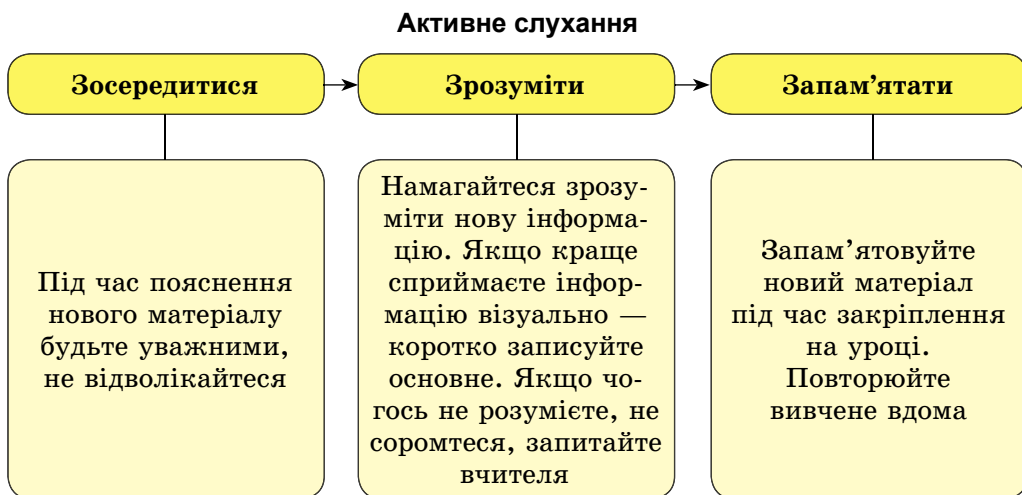 Активне слухання
Зосередитися
Зрозуміти
Запам’ятати
Під час пояснення
нового матеріалу
будьте уважними,
не відволікайтеся
Намагайтеся зрозу-
міти нову інформа-
цію. Якщо краще
сприймаєте інфор-
мацію візуально —
коротко записуйте
основне. Якщо чо-
гось не розумієте, не
соромтеся, запитайте
вчителя
Запам’ятовуйте
новий матеріал
під час закріплення
на уроці.
Повторюйте
вивчене вдома